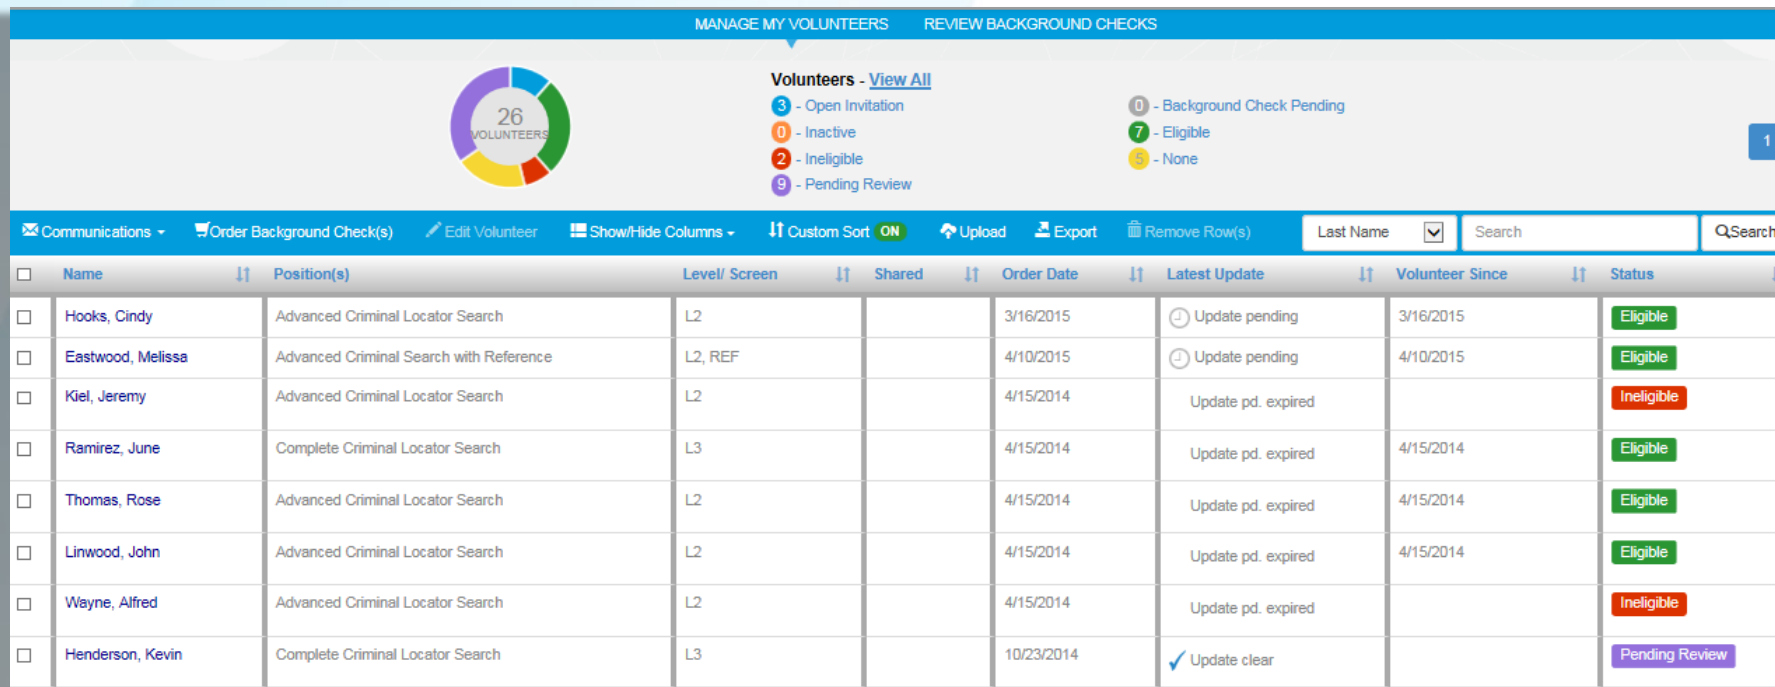 MANAGE MY VOLUNTEERS REVIEW BACKGROUND CHECKS
26
VOLUNTEERS
Volunteers - View All
3 - Open Invitation
0 - Inactive
2 - Ineligible
9 - Pending Review
0 - Background Check Pending
7 - Eligible
5 - None
1
Communications Order Background Check(s) Edit Volunteer Show/Hide Columns Custom Sort ON Upload Export Remove Row(s) Last Name Search Search
Name Position(s) Level/ Screen Shared Order Date Latest Update Volunteer Since Status
Hooks, Cindy Advanced Criminal Locator Search L2 3/16/2015 Update pending 3/16/2015 Eligible
Eastwood, Melissa Advanced Criminal Search with Reference L2, REF 4/10/2015 Update pending 4/10/2015 Eligible
Kiel, Jeremy Advanced Criminal Locator Search L2 4/15/2014 Update pd. expired Ineligible
Ramirez, June Complete Criminal Locator Search L3 4/15/2014 Update pd. expired 4/15/2014 Eligible
Thomas, Rose Advanced Criminal Locator Search L2 4/15/2014 Update pd. expired 4/15/2014 Eligible
Linwood, John Advanced Criminal Locator Search L2 4/15/2014 Update pd. expired 4/15/2014 Eligible
Wayne, Alfred Advanced Criminal Locator Search L2 4/15/2014 Update pd. expired Ineligible
Henderson, Kevin Complete Criminal Locator Search L3 10/23/2014 Update clear Pending Review